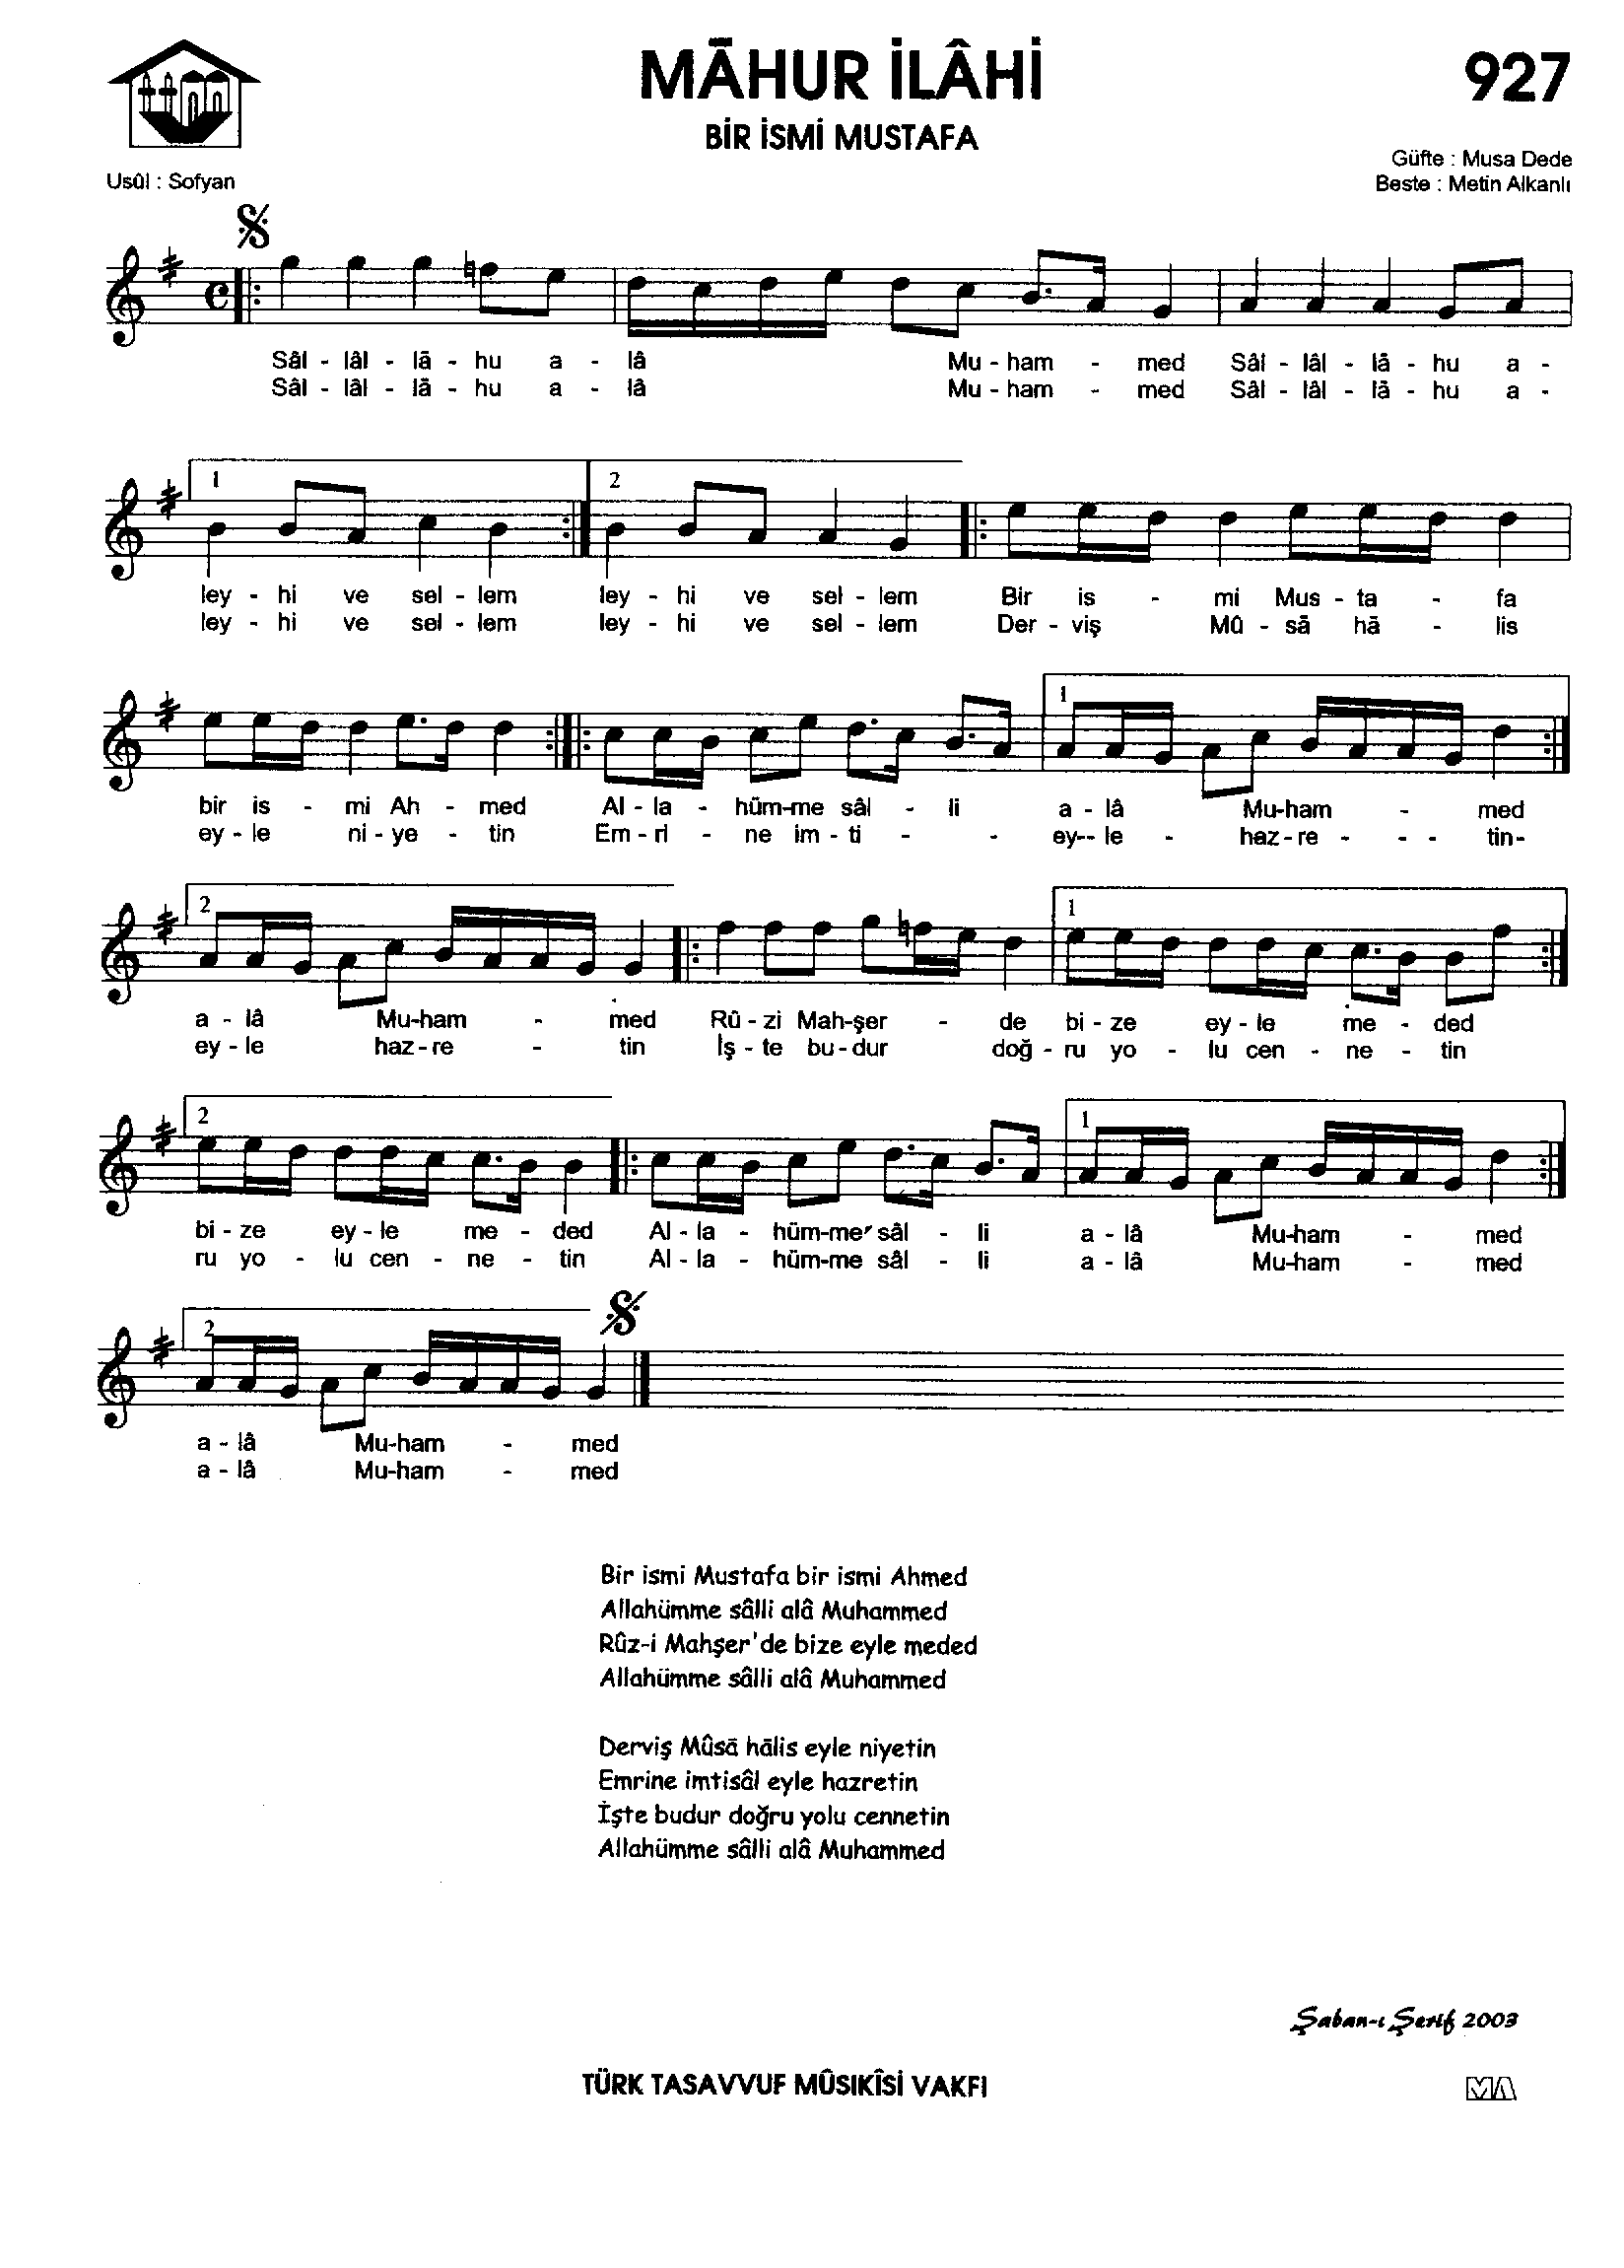 MĀHUR İLÂHİ
927
BİR İSMİ MUSTAFA
Güfte : Musa Dede
Usûl : Sofyan
Beste : Metin Alkanlı
Sâl - lâl - lā - hu a - lâ Mu - ham - med Sâl - lâl - lā - hu a -
Sâl - lâl - lā - hu a - lâ Mu - ham - med Sâl - lâl - lā - hu a -
1 2
ley - hi ve sel - lem ley - hi ve sel - lem Bir is - mi Mus - ta - fa
ley - hi ve sel - lem ley - hi ve sel - lem Der - viş Mû - sā hā - lis
1
bir is - mi Ah - med Al - la - hüm-me sâl - li a - lâ Mu-ham - med
ey - le ni - ye - tin Em - ri - ne im - ti - - ey-- le - haz - re - - - tin-
2 1
a - lâ Mu-ham - med Rû - zi Mah-şer - de bi - ze ey - le me - ded
ey - le haz - re - tin İş - te bu - dur doğ - ru yo - lu cen - ne - tin
2 1
bi - ze ey - le me - ded Al - la - hüm-me sâl - li a - lâ Mu-ham - med
ru yo - lu cen - ne - tin Al - la - hüm-me sâl - li a - lâ Mu-ham - med
2
a - lâ Mu-ham - med
a - lâ Mu-ham - med
Bir ismi Mustafa bir ismi Ahmed
Allahümme sâlli alâ Muhammed
Rûz-i Mahşer'de bize eyle meded
Allahümme sâlli alâ Muhammed
Derviş Mûsā hālis eyle niyetin
Emrine imtisâl eyle hazretin
İşte budur doğru yolu cennetin
Allahümme sâlli alâ Muhammed
Şaban-ı Şerif 2003
TÜRK TASAVVUF MÛSIKÎSİ VAKFI
MA